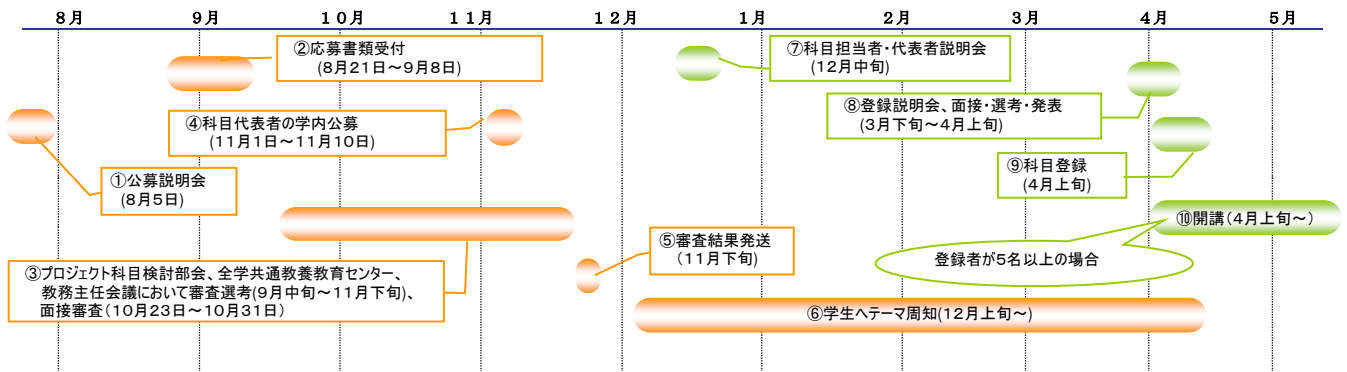 8月 9月 10月 11月 12月 1月 2月 3月 4月 5月
②応募書類受付
(8月21日～9月8日)
⑦科目担当者・代表者説明会
(12月中旬)
④科目代表者の学内公募
(11月1日～11月10日)
⑧登録説明会、面接・選考・発表
(3月下旬～4月上旬)
①公募説明会
(8月5日)
⑨科目登録
(4月上旬)
⑩開講(4月上旬～)
⑤審査結果発送
(11月下旬)
登録者が5名以上の場合
③プロジェクト科目検討部会、全学共通教養教育センター、
教務主任会議において審査選考(9月中旬～11月下旬)、
面接審査(10月23日～10月31日)
⑥学生へテーマ周知(12月上旬～)